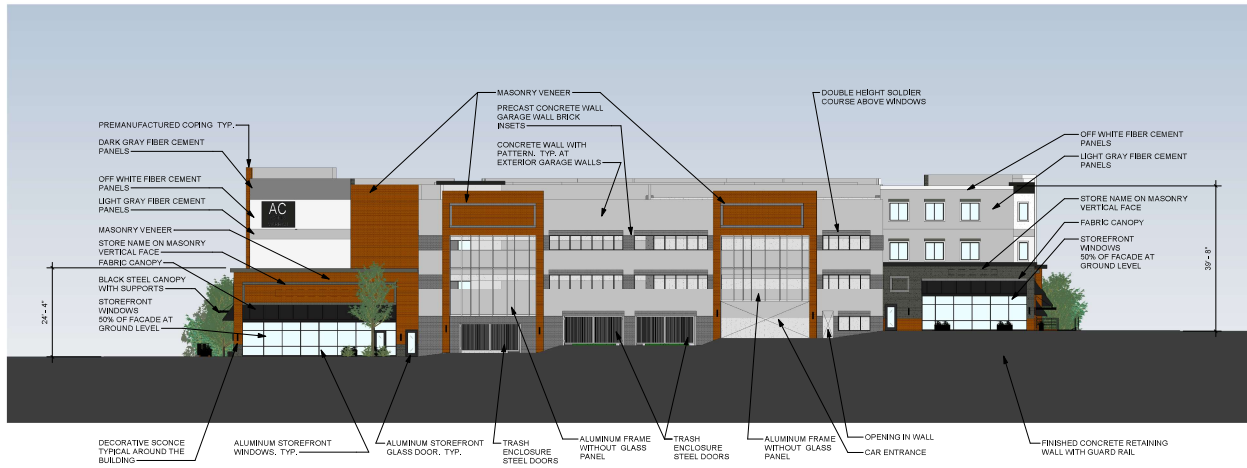 MASONRY VENEER
PRECAST CONCRETE WALL
GARAGE WALL BRICK
INSETS
CONCRETE WALL WITH
PATTERN. TYP. AT
EXTERIOR GARAGE WALLS
DOUBLE HEIGHT SOLDIER
COURSE ABOVE WINDOWS
PREMANUFACTURED COPING TYP.
DARK GRAY FIBER CEMENT
PANELS
OFF WHITE FIBER CEMENT
PANELS
LIGHT GRAY FIBER CEMENT
PANELS
MASONRY VENEER
STORE NAME ON MASONRY
VERTICAL FACE
FABRIC CANOPY
BLACK STEEL CANOPY
WITH SUPPORTS
STOREFRONT
WINDOWS
50% OF FACADE AT
GROUND LEVEL
24'- 4"
AC
OFF WHITE FIBER CEMENT
PANELS
LIGHT GRAY FIBER CEMENT
PANELS
STORE NAME ON MASONRY
VERTICAL FACE
FABRIC CANOPY
STOREFRONT
WINDOWS
50% OF FACADE AT
GROUND LEVEL
39'- 8"
DECORATIVE SCONCE
TYPICAL AROUND THE
BUILDING
ALUMINUM STOREFRONT
WINDOWS. TYP.
ALUMINUM STOREFRONT
GLASS DOOR. TYP.
TRASH
ENCLOSURE
STEEL DOORS
ALUMINUM FRAME
WITHOUT GLASS
PANEL
TRASH
ENCLOSURE
STEEL DOORS
ALUMINUM FRAME
WITHOUT GLASS
PANEL
OPENING IN WALL
CAR ENTRANCE
FINISHED CONCRETE RETAINING
WALL WITH GUARD RAIL